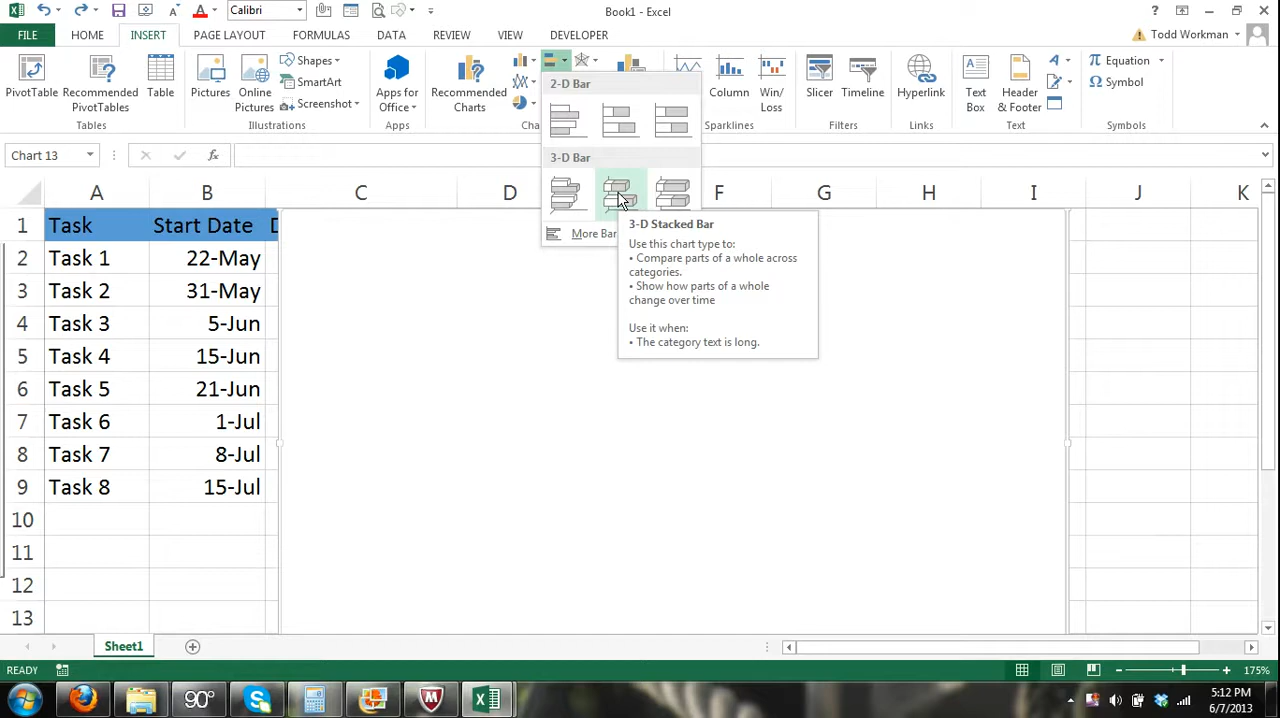 Calibri
Book1 - Excel
?
FILE
HOME
INSERT
PAGE LAYOUT
FORMULAS
DATA
REVIEW
VIEW
DEVELOPER
Todd Workman
PivotTable
Recommended
PivotTables
Table
Tables
Pictures
Online
Pictures
Shapes
SmartArt
Screenshot
Illustrations
Apps for
Office
Apps
Recommended
Charts
2-D Bar
3-D Bar
More Bar
Column
Win/
Loss
Sparklines
Slicer
Timeline
Filters
Hyperlink
Links
Text
Box
Header
& Footer
Text
Equation
Symbol
Symbols
Chart 13
fx
3-D Stacked Bar
Use this chart type to:
• Compare parts of a whole across
categories.
• Show how parts of a whole
change over time
Use it when:
• The category text is long.
A B C D F G H I J K
1 Task Start Date
2 Task 1 22-May
3 Task 2 31-May
4 Task 3 5-Jun
5 Task 4 15-Jun
6 Task 5 21-Jun
7 Task 6 1-Jul
8 Task 7 8-Jul
9 Task 8 15-Jul
10
11
12
13
Sheet1
READY
175%
90°
5:12 PM
6/7/2013